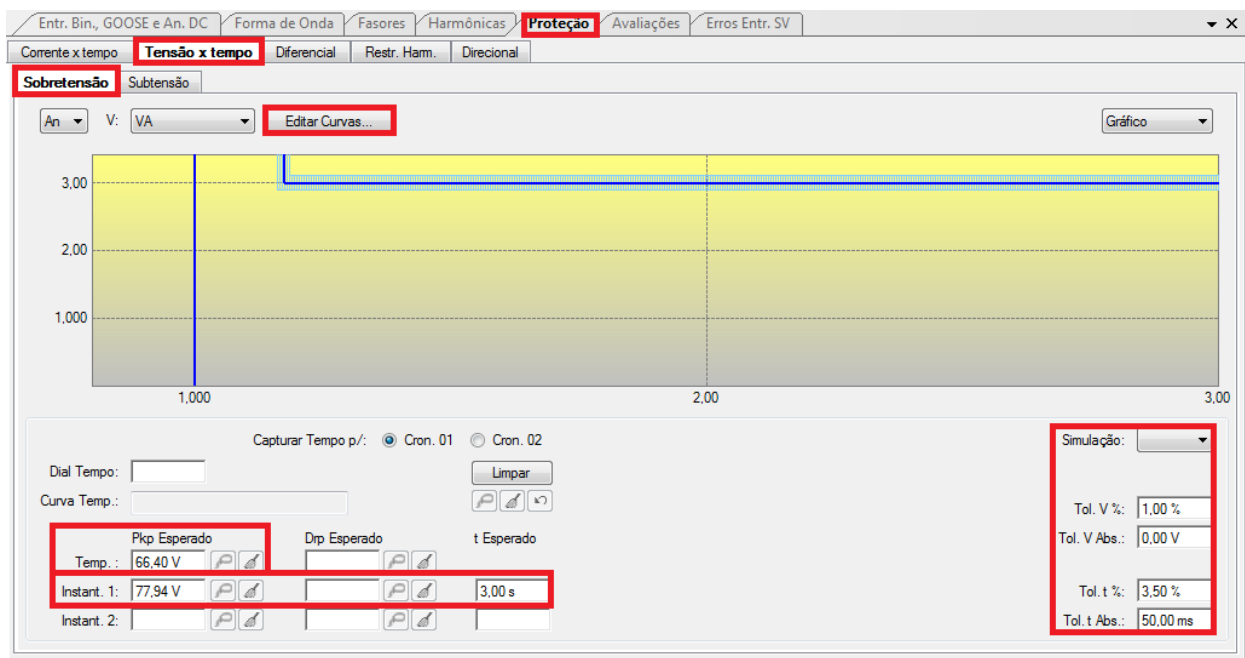 Entr. Bin., GOOSE e An. DC Forma de Onda Fasores Harmônicas Proteção Avaliações Erros Entr. SV
Corrente x tempo Tensão x tempo Diferencial Restr. Harm. Direcional
Sobretensão Subtensão
An V: VA Editar Curvas... Gráfico
3,00
2,00
1,000
1,000 2,00 3,00
Capturar Tempo p/: Cron. 01 Cron. 02 Simulação:
Dial Tempo: Limpar
Curva Temp.: Tol. V %: 1,00 %
Pkp Esperado Drp Esperado t Esperado Tol. V Abs.: 0,00 V
Temp. : 66,40 V
Instant. 1: 77,94 V 3,00 s Tol. t %: 3,50 %
Instant. 2: Tol. t Abs.: 50,00 ms